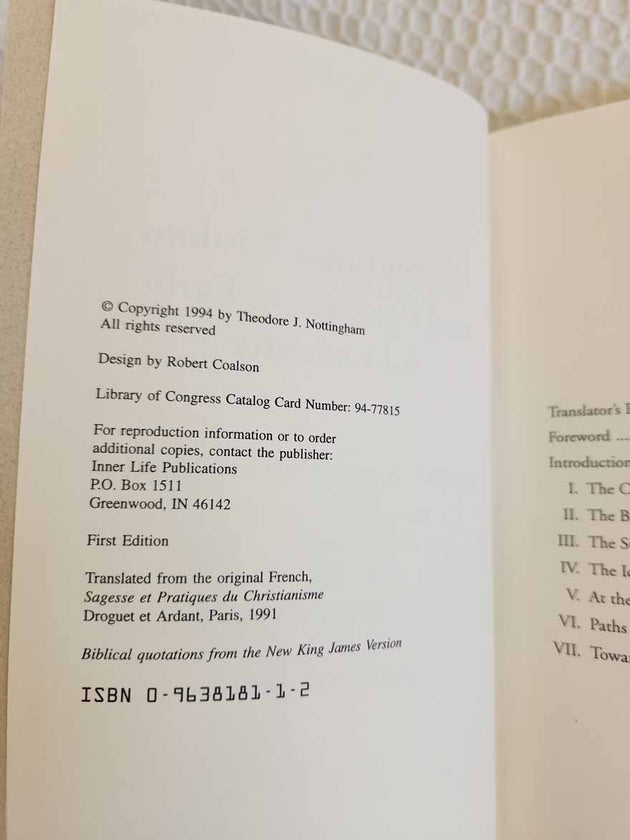 © Copyright 1994 by Theodore J. Nottingham
All rights reserved
Design by Robert Coalson
Library of Congress Catalog Card Number: 94-77815
For reproduction information or to order
additional copies, contact the publisher:
Inner Life Publications
P.O. Box 1511
Greenwood, IN 46142
First Edition
Translated from the original French,
Sagesse et Pratiques du Christianisme
Droguet et Ardant, Paris, 1991
Biblical quotations from the New King James Version
ISBN 0-9638181-1-2
Translator's
Foreword ...
Introduction
I. The C
II. The B
III. The S
IV. The
V. At the
VI. Paths
VII. Towa